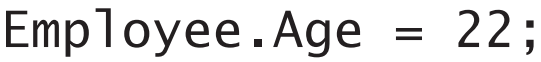 Employee.Age = 22;